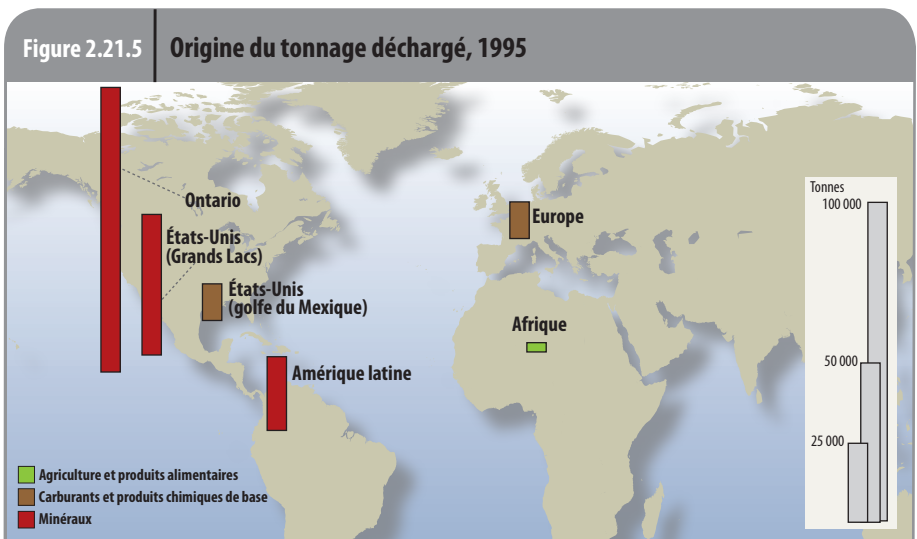 Figure 2.21.5
Origine du tonnage déchargé, 1995
Ontario
États-Unis
(Grands Lacs)
États-Unis
(golfe du Mexique)
Amérique latine
Europe
Afrique
Tonnes
100 000
50 000
25 000
Agriculture et produits alimentaires
Carburants et produits chimiques de base
Minéraux